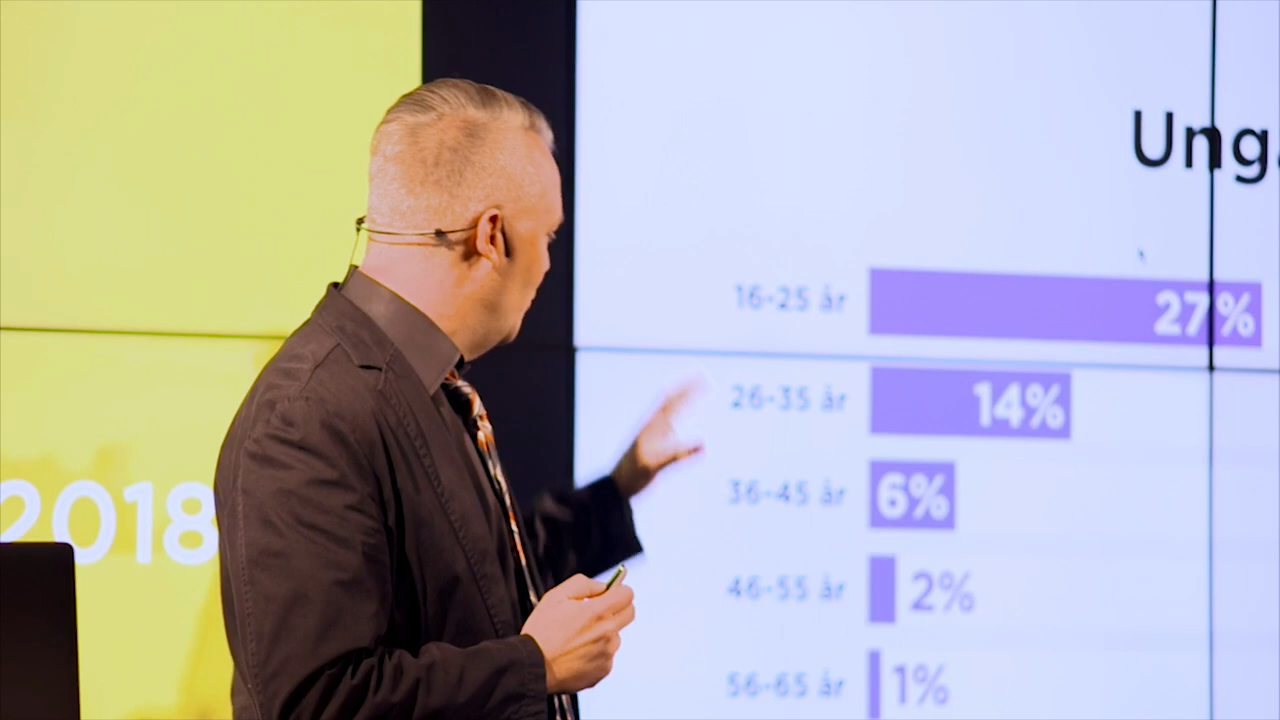 2018
Ung
16-25 år 27%
26-35 år 14%
36-45 år 6%
46-55 år 2%
56-65 år 1%